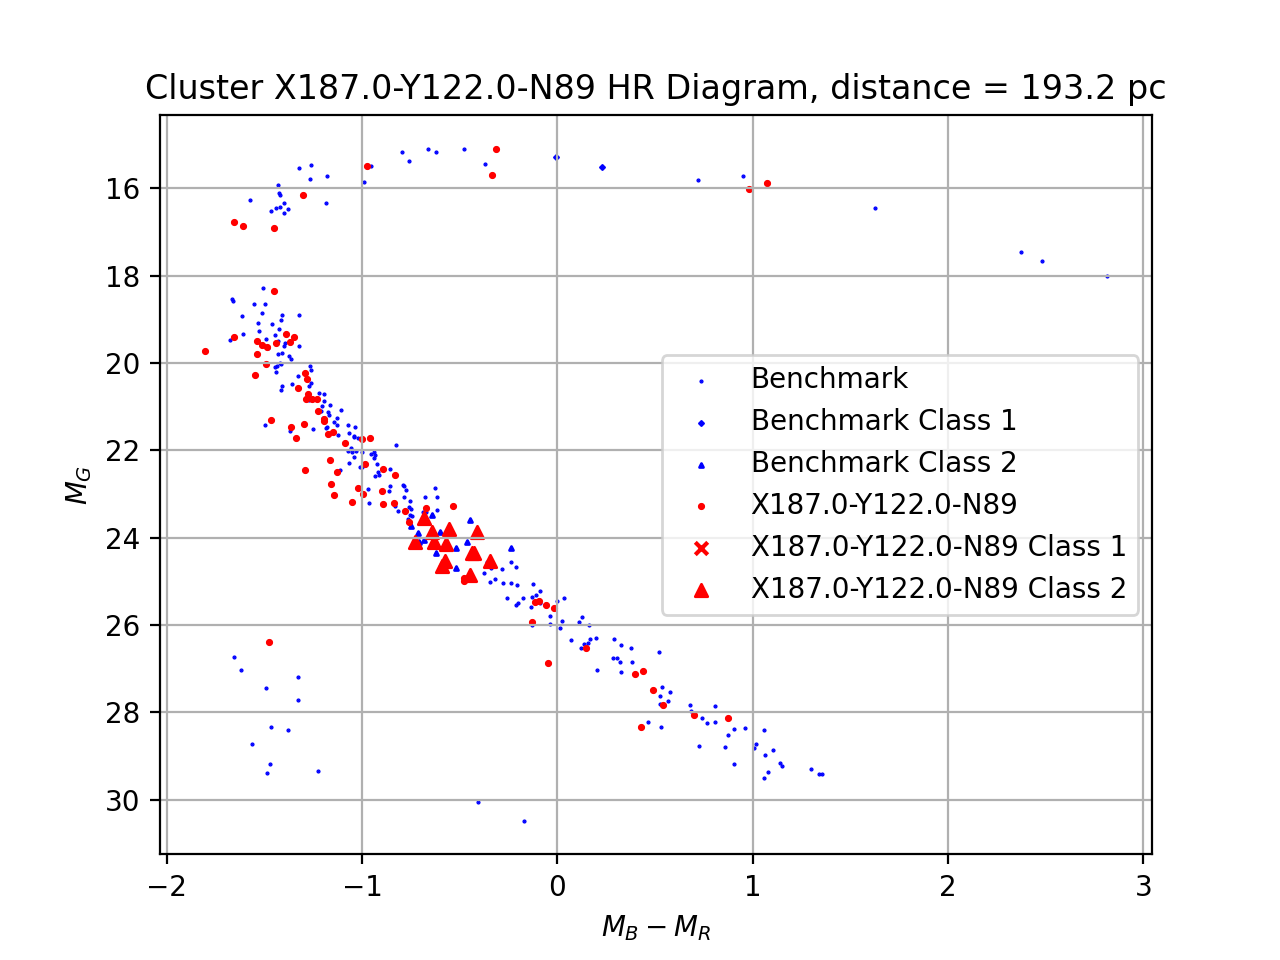 Cluster X187.0-Y122.0-N89 HR Diagram, distance = 193.2 pc
16
18
20
22
24
26
28
30
M_G
Benchmark
Benchmark Class 1
Benchmark Class 2
X187.0-Y122.0-N89
X187.0-Y122.0-N89 Class 1
X187.0-Y122.0-N89 Class 2
−2 −1 0 1 2 3
M_B − M_R